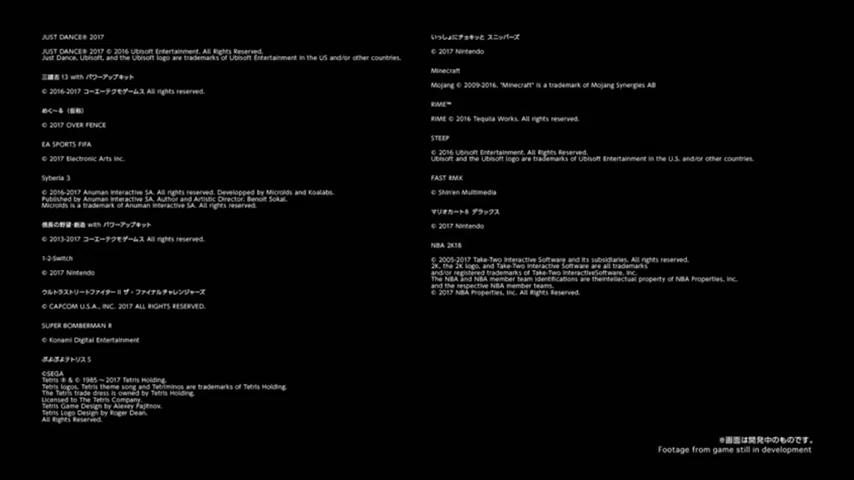 JUST DANCE® 2017
JUST DANCE® 2017 © 2016 Ubisoft Entertainment. All Rights Reserved.
Just Dance, Ubisoft, and the Ubisoft logo are trademarks of Ubisoft Entertainment in the US and/or other countries.
三國志13 with パワーアップキット
© 2016-2017 コーエーテクモゲームス All rights reserved.
めく～る（仮称）
© 2017 OVER FENCE
EA SPORTS FIFA
© 2017 Electronic Arts Inc.
Syberia 3
© 2016-2017 Anuman Interactive SA. All rights reserved. Developped by Microids and Koalabs.
Published by Anuman Interactive SA. Author and Artistic Director: Benoit Sokal.
Microids is a trademark of Anuman Interactive SA. All rights reserved.
信長の野望・創造 with パワーアップキット
© 2013-2017 コーエーテクモゲームス All rights reserved.
1-2-Switch
© 2017 Nintendo
ウルトラストリートファイターII ザ・ファイナルチャレンジャーズ
© CAPCOM U.S.A., INC. 2017 ALL RIGHTS RESERVED.
SUPER BOMBERMAN R
© Konami Digital Entertainment
ぷよぷよテトリスS
©SEGA
Tetris ® & © 1985～2017 Tetris Holding.
Tetris logos, Tetris theme song and Tetriminos are trademarks of Tetris Holding.
The Tetris trade dress is owned by Tetris Holding.
Licensed to The Tetris Company.
Tetris Game Design by Alexey Pajitnov.
Tetris Logo Design by Roger Dean.
All Rights Reserved.
いっしょにチョキッと スニッパーズ
© 2017 Nintendo
Minecraft
Mojang © 2009-2016. "Minecraft" is a trademark of Mojang Synergies AB
RIME™
RIME © 2016 Tequila Works. All rights reserved.
STEEP
© 2016 Ubisoft Entertainment. All Rights Reserved.
Ubisoft and the Ubisoft logo are trademarks of Ubisoft Entertainment in the U.S. and/or other countries.
FAST RMX
© Shin'en Multimedia
マリオカート8 デラックス
© 2017 Nintendo
NBA 2K18
© 2005-2017 Take-Two Interactive Software and its subsidiaries. All rights reserved.
2K, the 2K logo, and Take-Two Interactive Software are all trademarks
and/or registered trademarks of Take-Two InteractiveSoftware, Inc.
The NBA and NBA member team identifications are theintellectual property of NBA Properties, Inc.
and the respective NBA member teams.
© 2017 NBA Properties, Inc. All Rights Reserved.
※画面は開発中のものです。
Footage from game still in development